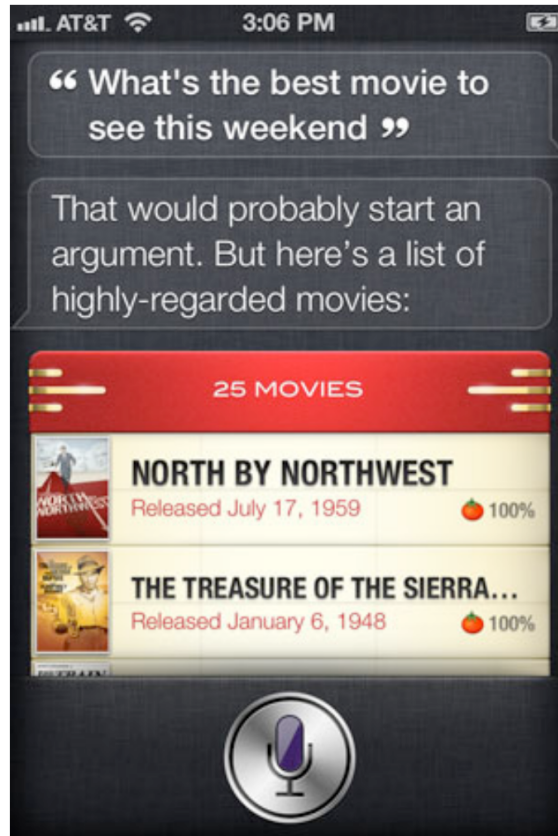 AT&T 3:06 PM
“ What's the best movie to
see this weekend ”
That would probably start an
argument. But here’s a list of
highly-regarded movies:
25 MOVIES
NORTH BY NORTHWEST
NORTH
NORTHWEST
Released July 17, 1959 100%
THE TREASURE OF THE SIERRA...
Released January 6, 1948 100%